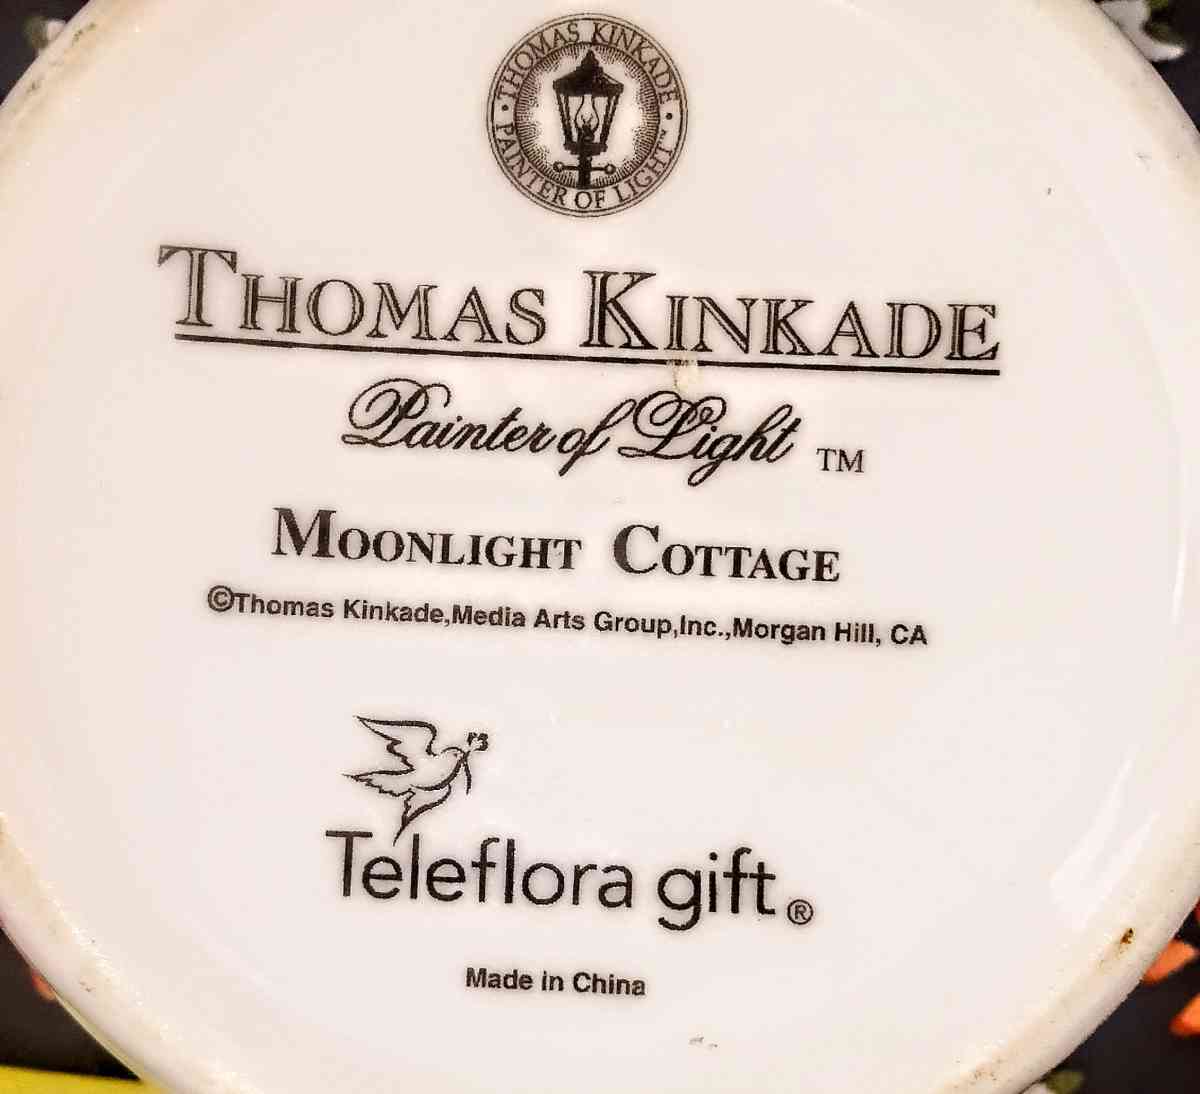 THOMAS KINKADE
PAINTER OF LIGHT™
THOMAS KINKADE
Painter of Light TM
MOONLIGHT COTTAGE
©Thomas Kinkade,Media Arts Group,Inc.,Morgan Hill, CA
Teleflora gift®
Made in China